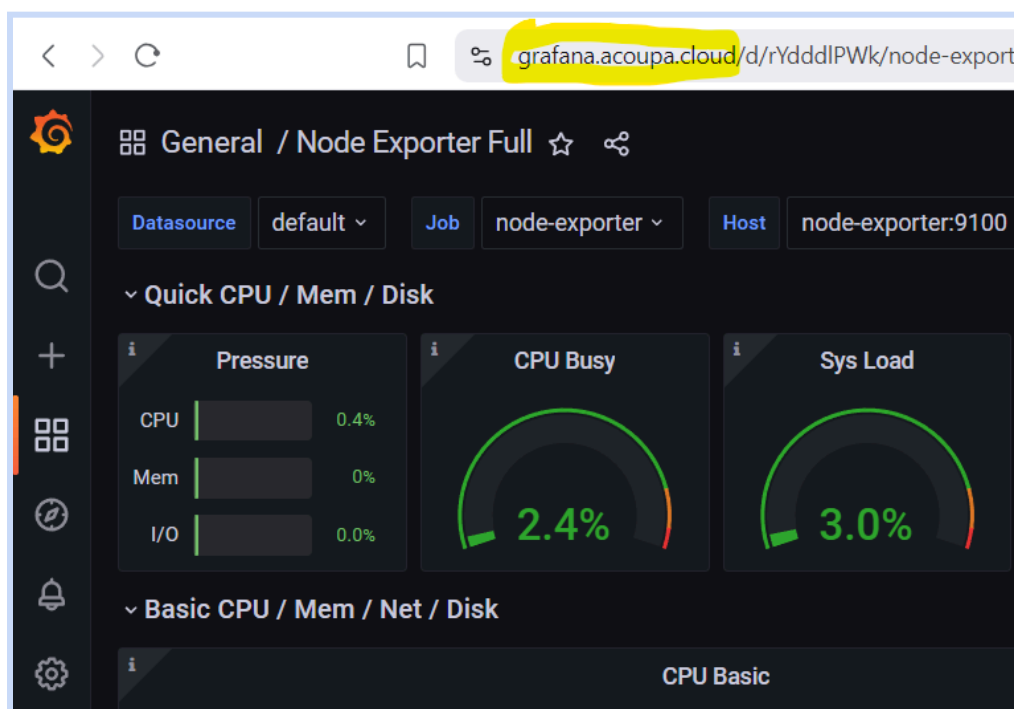 grafana.acoupa.cloud/d/rYdddlPWk/node-export
General / Node Exporter Full
Datasource default Job node-exporter Host node-exporter:9100
Quick CPU / Mem / Disk
i Pressure
i CPU Busy
i Sys Load
CPU 0.4%
Mem 0%
I/O 0.0%
2.4%
3.0%
Basic CPU / Mem / Net / Disk
i CPU Basic